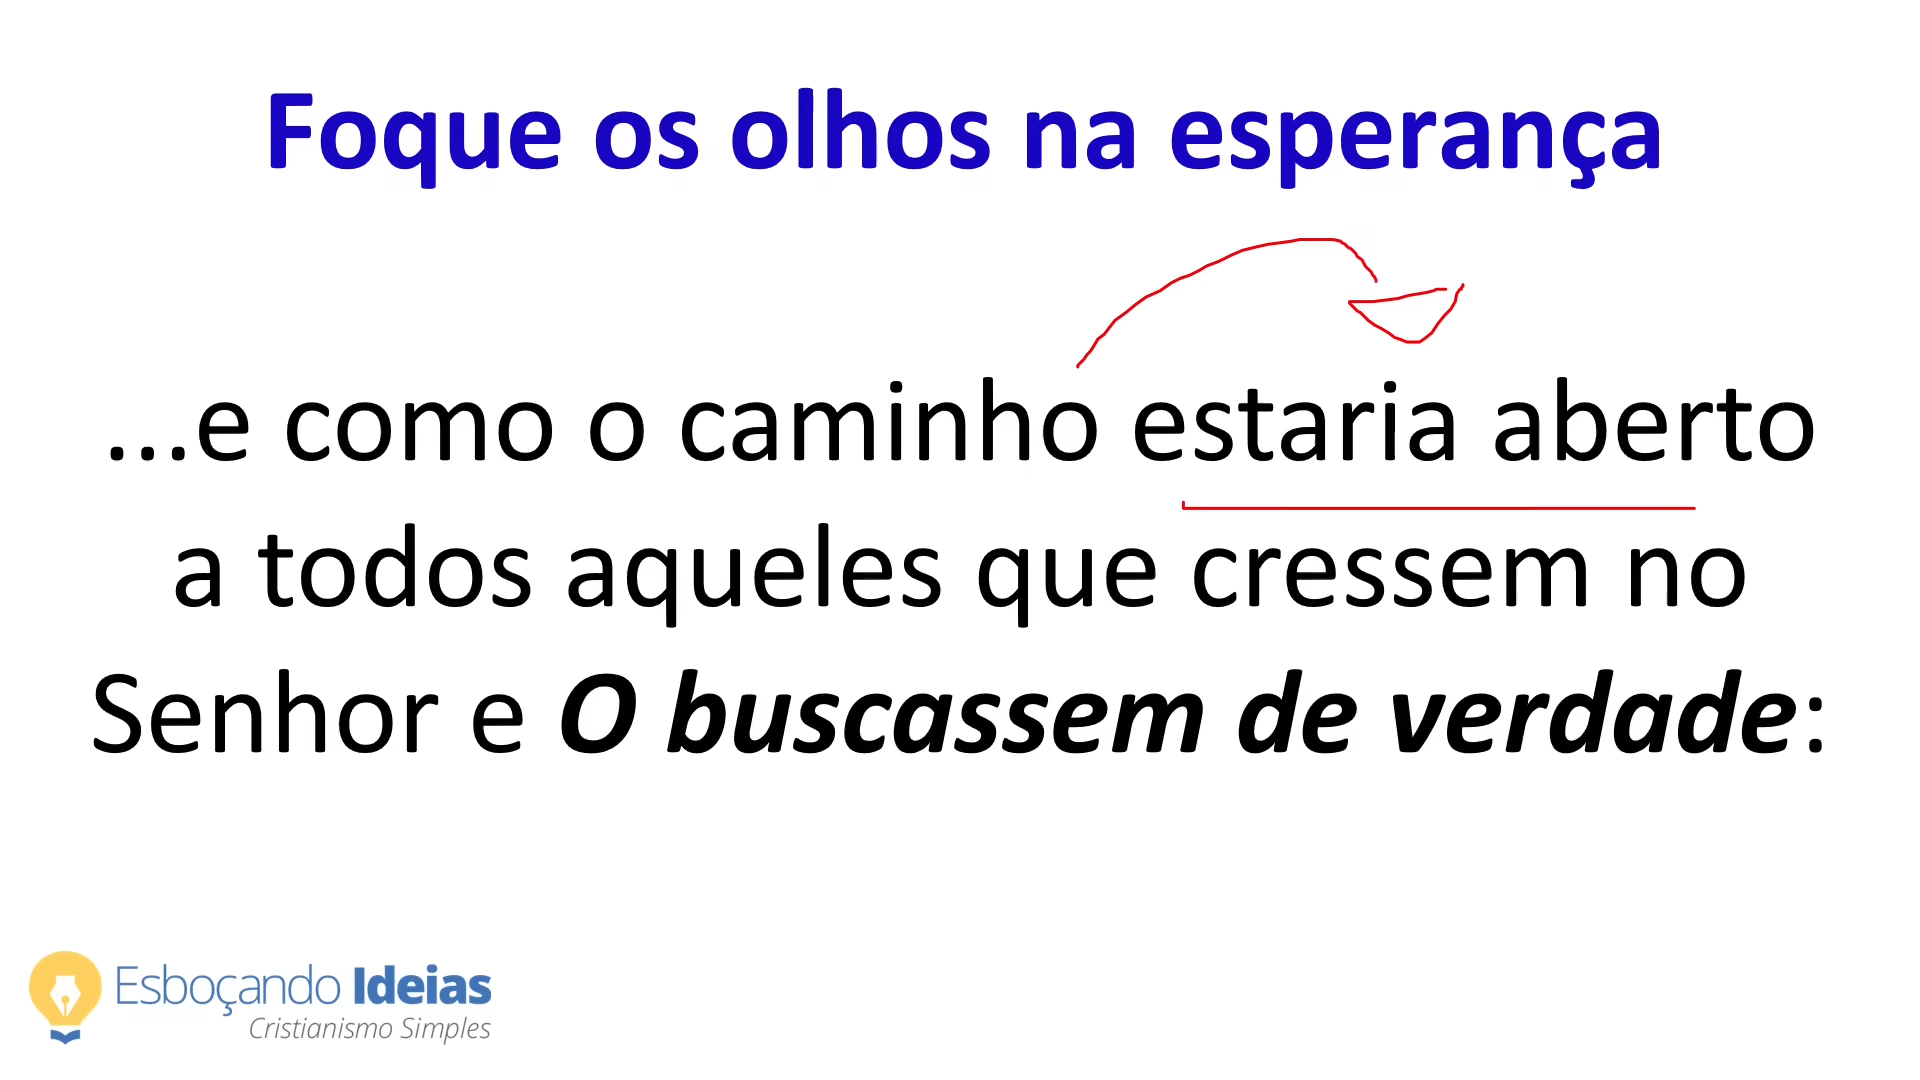 Foque os olhos na esperança
...e como o caminho estaria aberto
a todos aqueles que cressem no
Senhor e O buscassem de verdade:
Esboçando Ideias
Cristianismo Simples